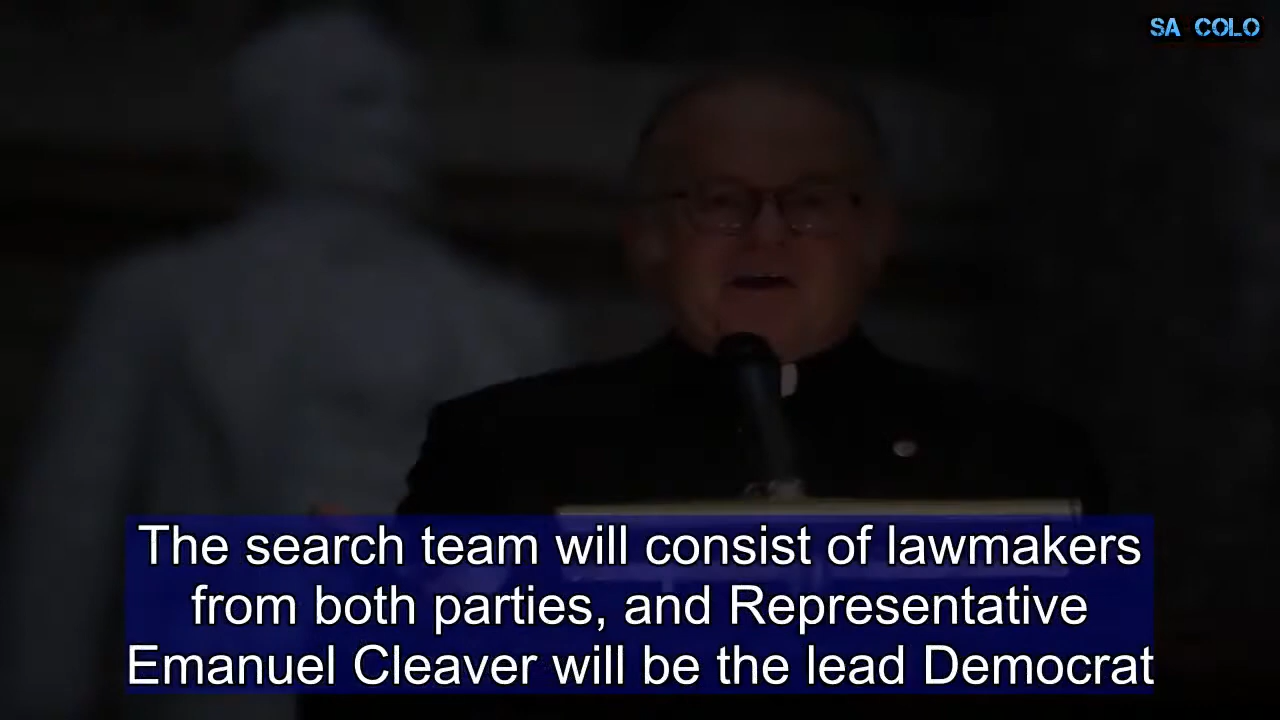 SA COLO
The search team will consist of lawmakers
from both parties, and Representative
Emanuel Cleaver will be the lead Democrat